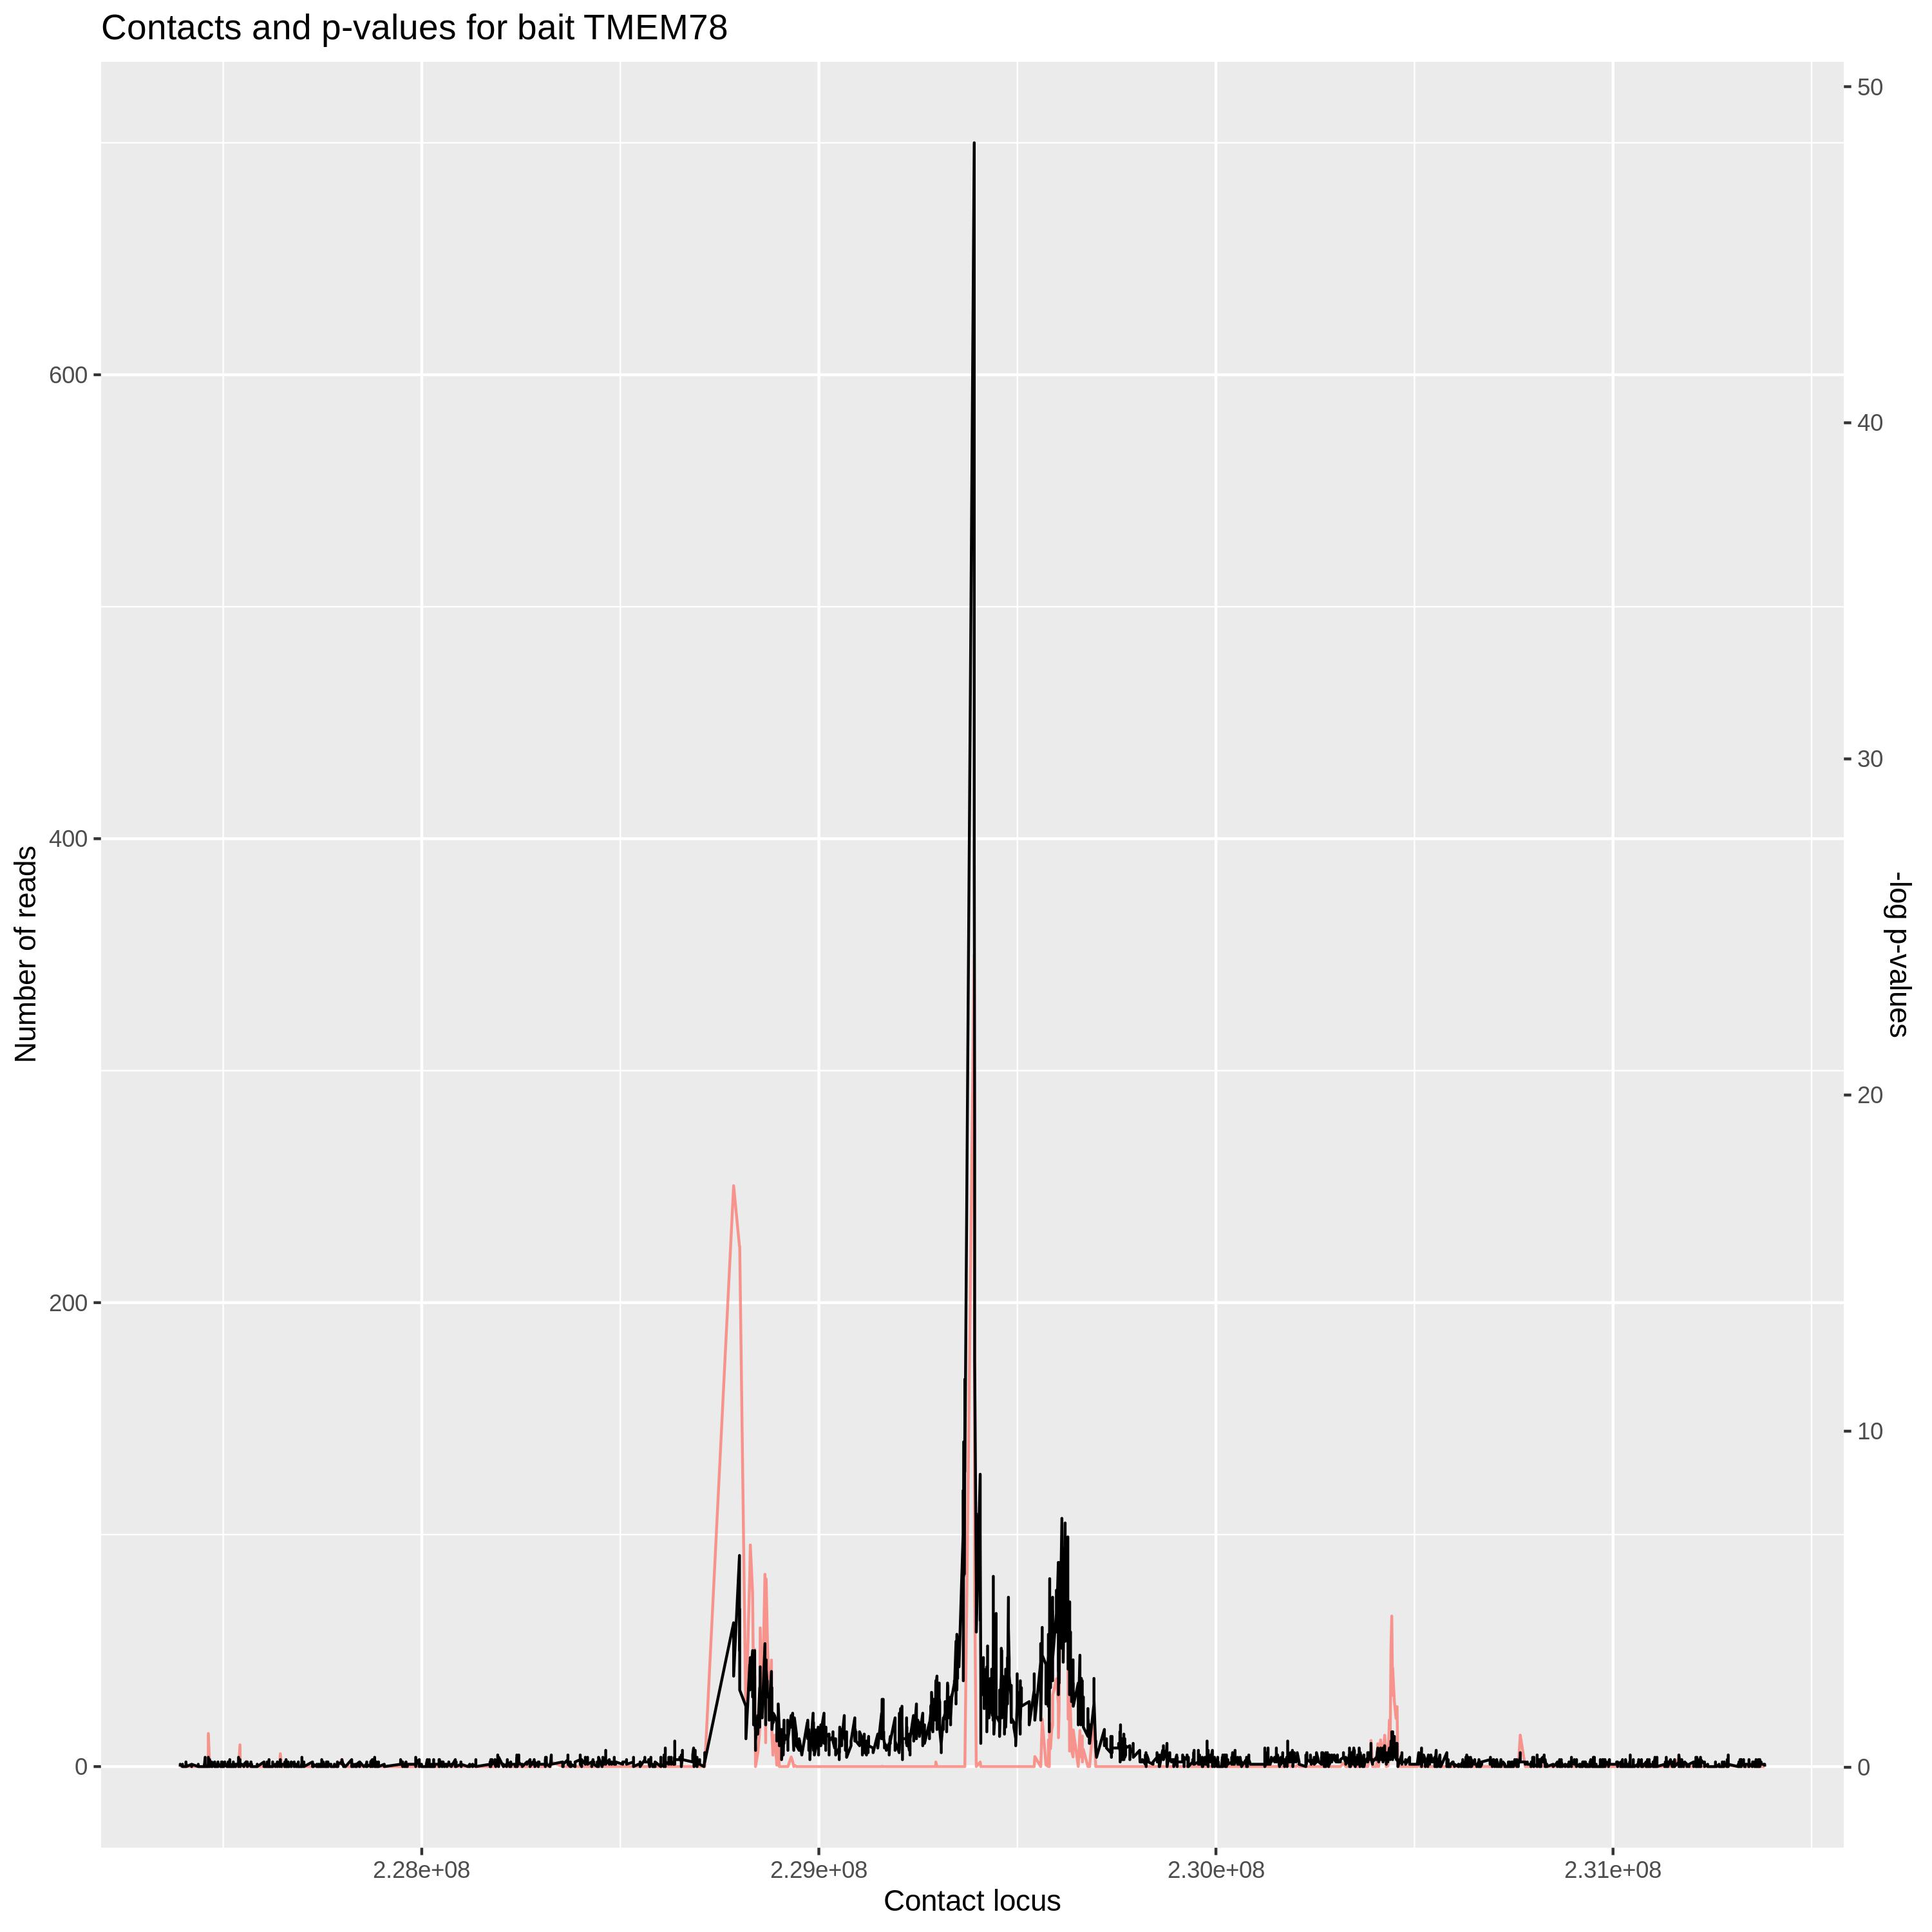 Contacts and p-values for bait TMEM78
Number of reads
600
400
200
0
50
40
30
20
10
0
-log p-values
2.28e+08 2.29e+08 2.30e+08 2.31e+08
Contact locus